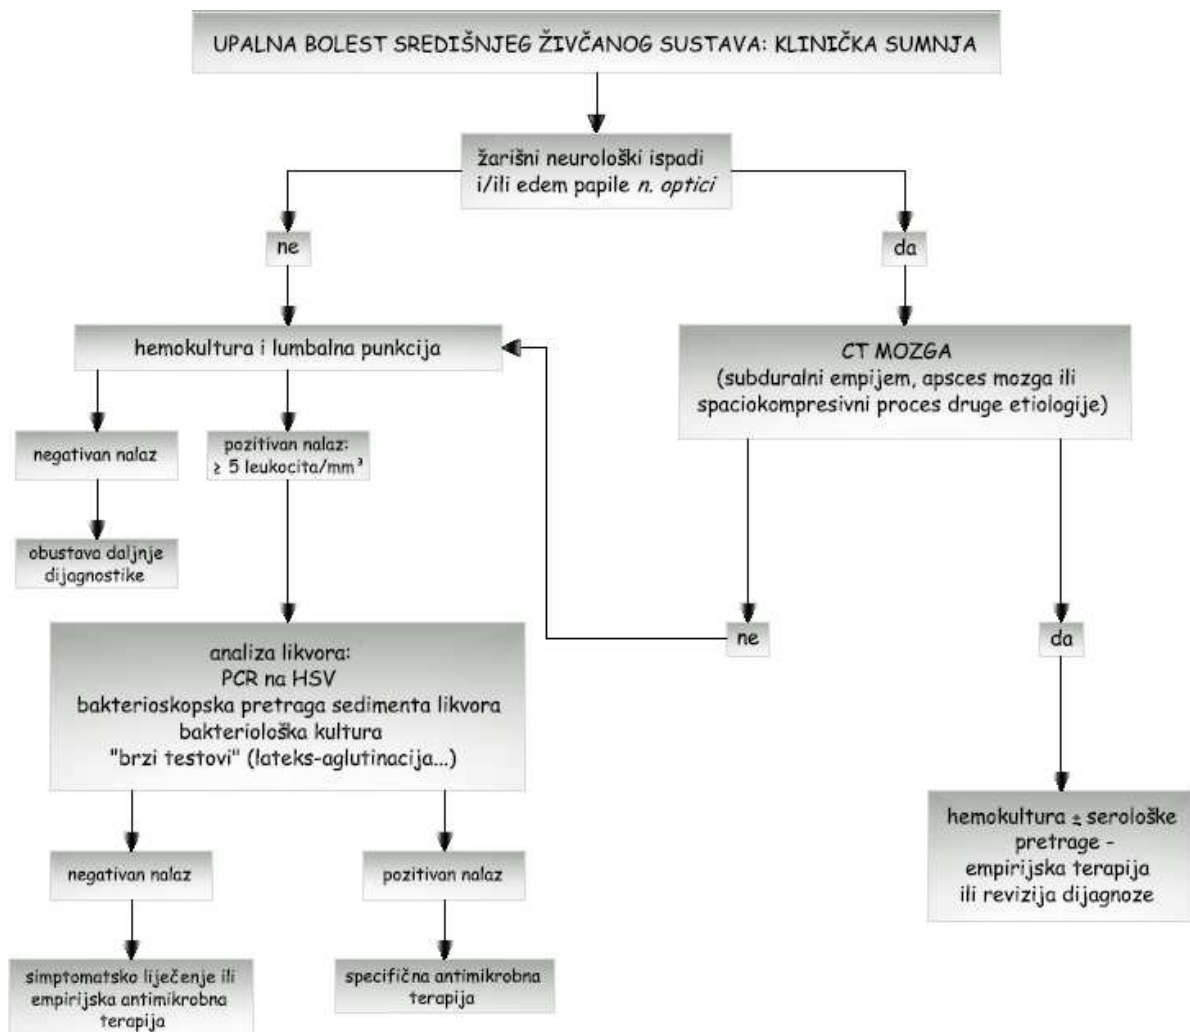 UPALNA BOLEST SREDIŠNJEG ŽIVČANOG SUSTAVA: KLINIČKA SUMNJA
žarišni neurološki ispadi
i/ili edem papile n. optici
ne
da
hemokultura i lumbalna punkcija
CT MOZGA
(subduralni empijem, apsces mozga ili
spaciokompresivni proces druge etiologije)
negativan nalaz
pozitivan nalaz:
≥ 5 leukocita/mm³
obustava daljnje
dijagnostike
ne
da
analiza likvora:
PCR na HSV
bakterioskopska pretraga sedimenta likvora
bakteriološka kultura
"brzi testovi" (lateks-aglutinacija...)
hemokultura ± serološke
pretrage -
empirijska terapija
ili revizija dijagnoze
negativan nalaz
pozitivan nalaz
simptomatsko liječenje ili
empirijska antimikrobna
terapija
specifična antimikrobna
terapija